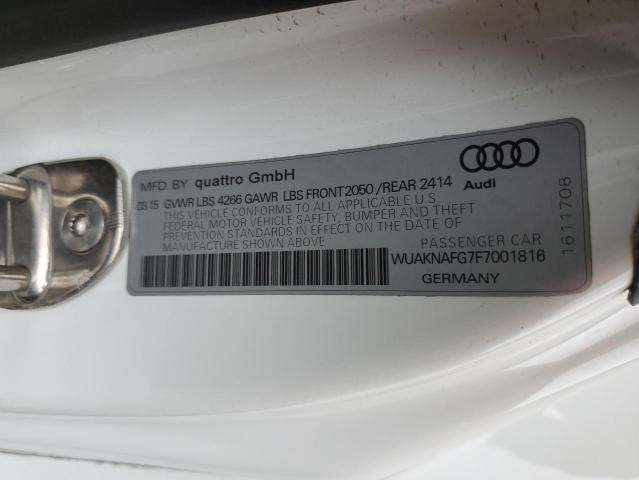 MFD. BY quattro GmbH
03.15 GVWR LBS 4266 GAWR LBS FRONT 2050 / REAR 2414
THIS VEHICLE CONFORMS TO ALL APPLICABLE U.S.
FEDERAL MOTOR VEHICLE SAFETY, BUMPER AND THEFT
PREVENTION STANDARDS IN EFFECT ON THE DATE OF
MANUFACTURE SHOWN ABOVE.
Audi
PASSENGER CAR
WUAKNAFG7F7001816
GERMANY
1611708